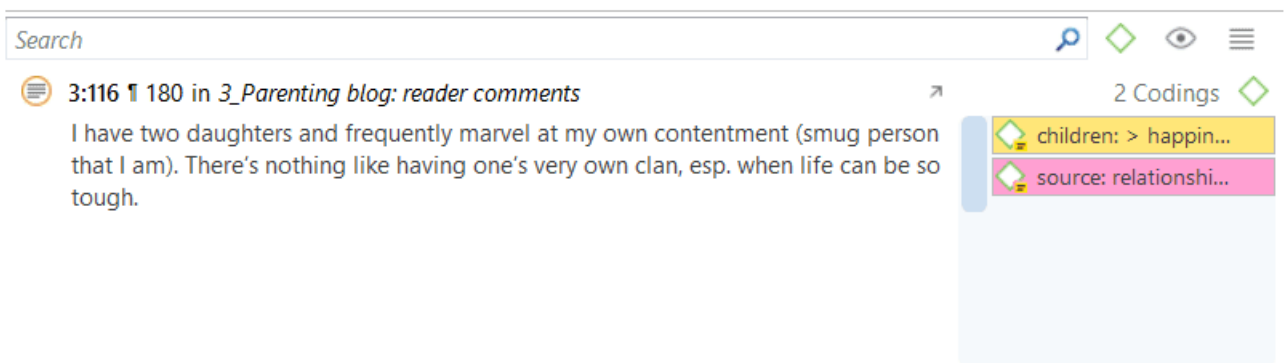 Search
3:116 ¶ 180 in 3_Parenting blog: reader comments
2 Codings
I have two daughters and frequently marvel at my own contentment (smug person
that I am). There’s nothing like having one’s very own clan, esp. when life can be so
tough.
children: > happin...
source: relationshi...